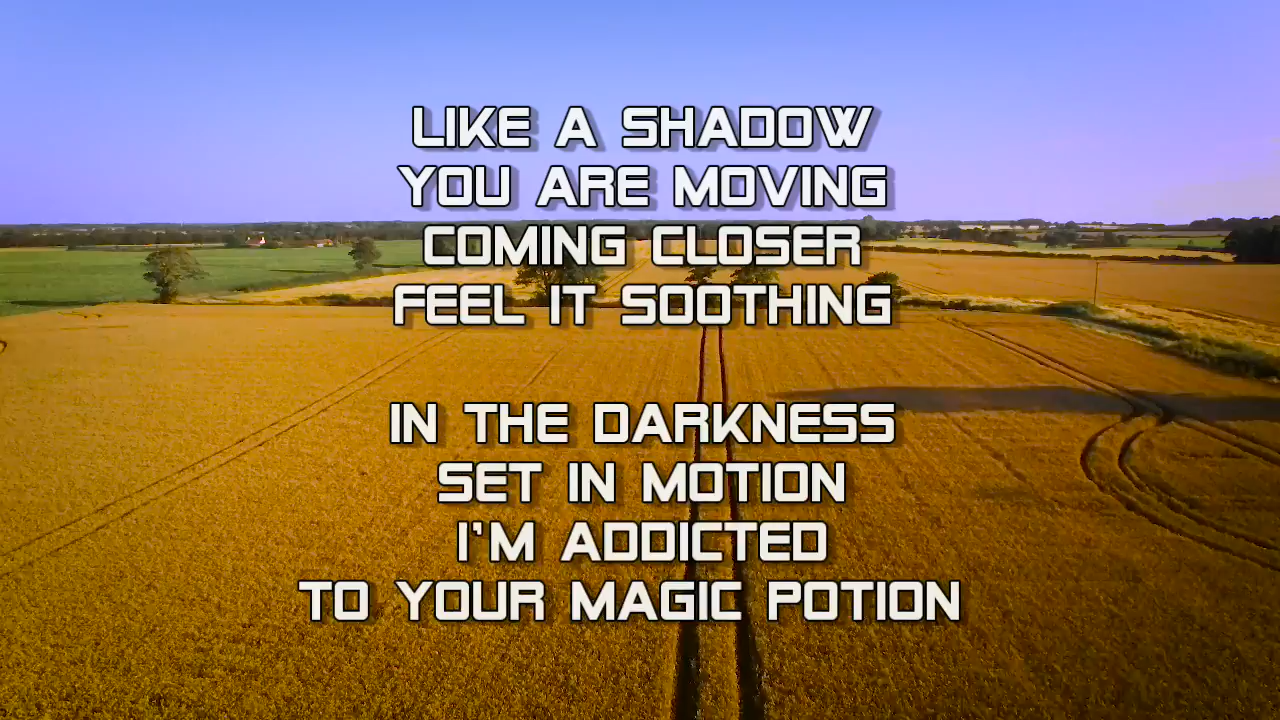 LIKE A SHADOW
YOU ARE MOVING
COMING CLOSER
FEEL IT SOOTHING
IN THE DARKNESS
SET IN MOTION
I'M ADDICTED
TO YOUR MAGIC POTION